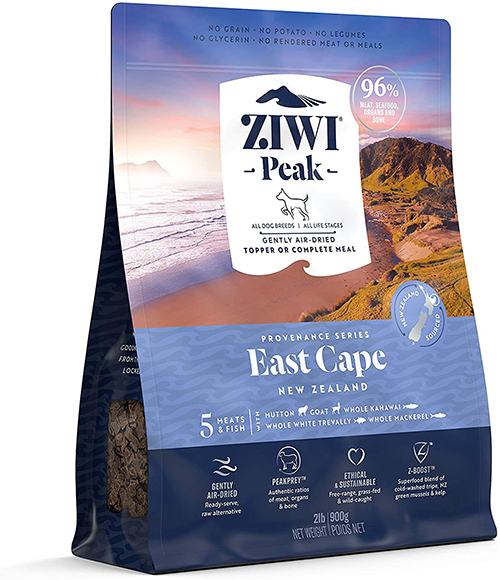 NO GRAIN • NO POTATO • NO LEGUMES
NO GLYCERIN • NO RENDERED MEAT OR MEALS
96%
MEAT, SEAFOOD,
ORGANS AND
BONE
ZIWI®
- Peak -
ALL DOG BREEDS | ALL LIFE STAGES
GENTLY AIR-DRIED
TOPPER OR COMPLETE MEAL
NEW ZEALAND
SOURCED
PROVENANCE SERIES
East Cape
NEW ZEALAND
5 MEATS & FISH WITH MUTTON GOAT WHOLE KAHAWAI
WHOLE WHITE TREVALLY WHOLE MACKEREL
GENTLY
AIR-DRIED
Ready-serve,
raw alternative
PEAKPREY™
Authentic ratios
of meat, organs
& bone
ETHICAL
& SUSTAINABLE
Free-range, grass-fed
& wild-caught
Z-BOOST™
Superfood blend of
cold-washed tripe, NZ
green mussels & kelp
2lb | 900g
NET WEIGHT | POIDS NET